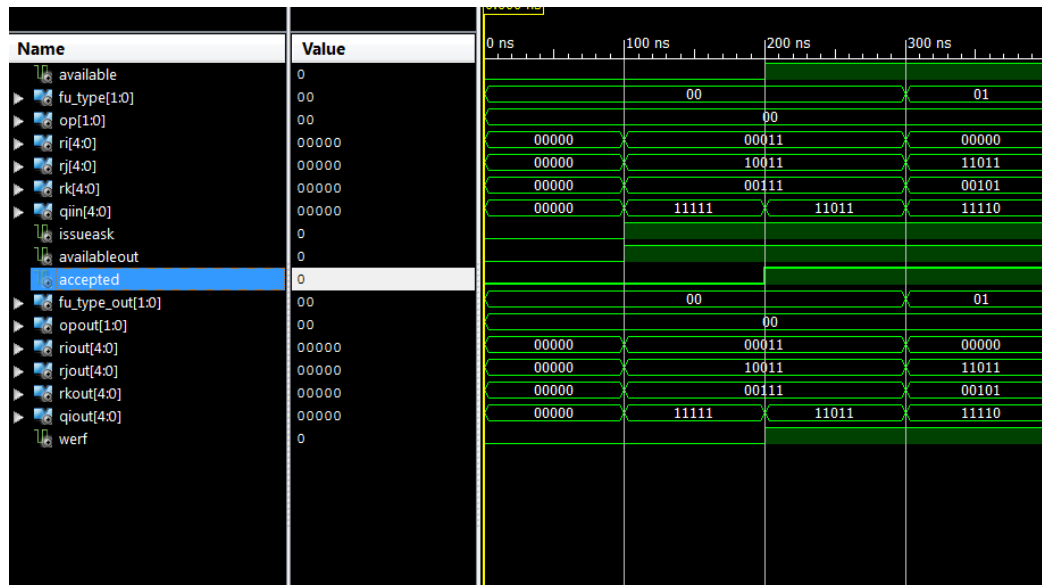 0.000 ns
Name Value 0 ns 100 ns 200 ns 300 ns
available 0
fu_type[1:0] 00 00 01
op[1:0] 00 00
ri[4:0] 00000 00000 00011 00000
rj[4:0] 00000 00000 10011 11011
rk[4:0] 00000 00000 00111 00101
qiin[4:0] 00000 00000 11111 11011 11110
issueask 0
availableout 0
accepted 0
fu_type_out[1:0] 00 00 01
opout[1:0] 00 00
riout[4:0] 00000 00000 00011 00000
rjout[4:0] 00000 00000 10011 11011
rkout[4:0] 00000 00000 00111 00101
qiout[4:0] 00000 00000 11111 11011 11110
werf 0